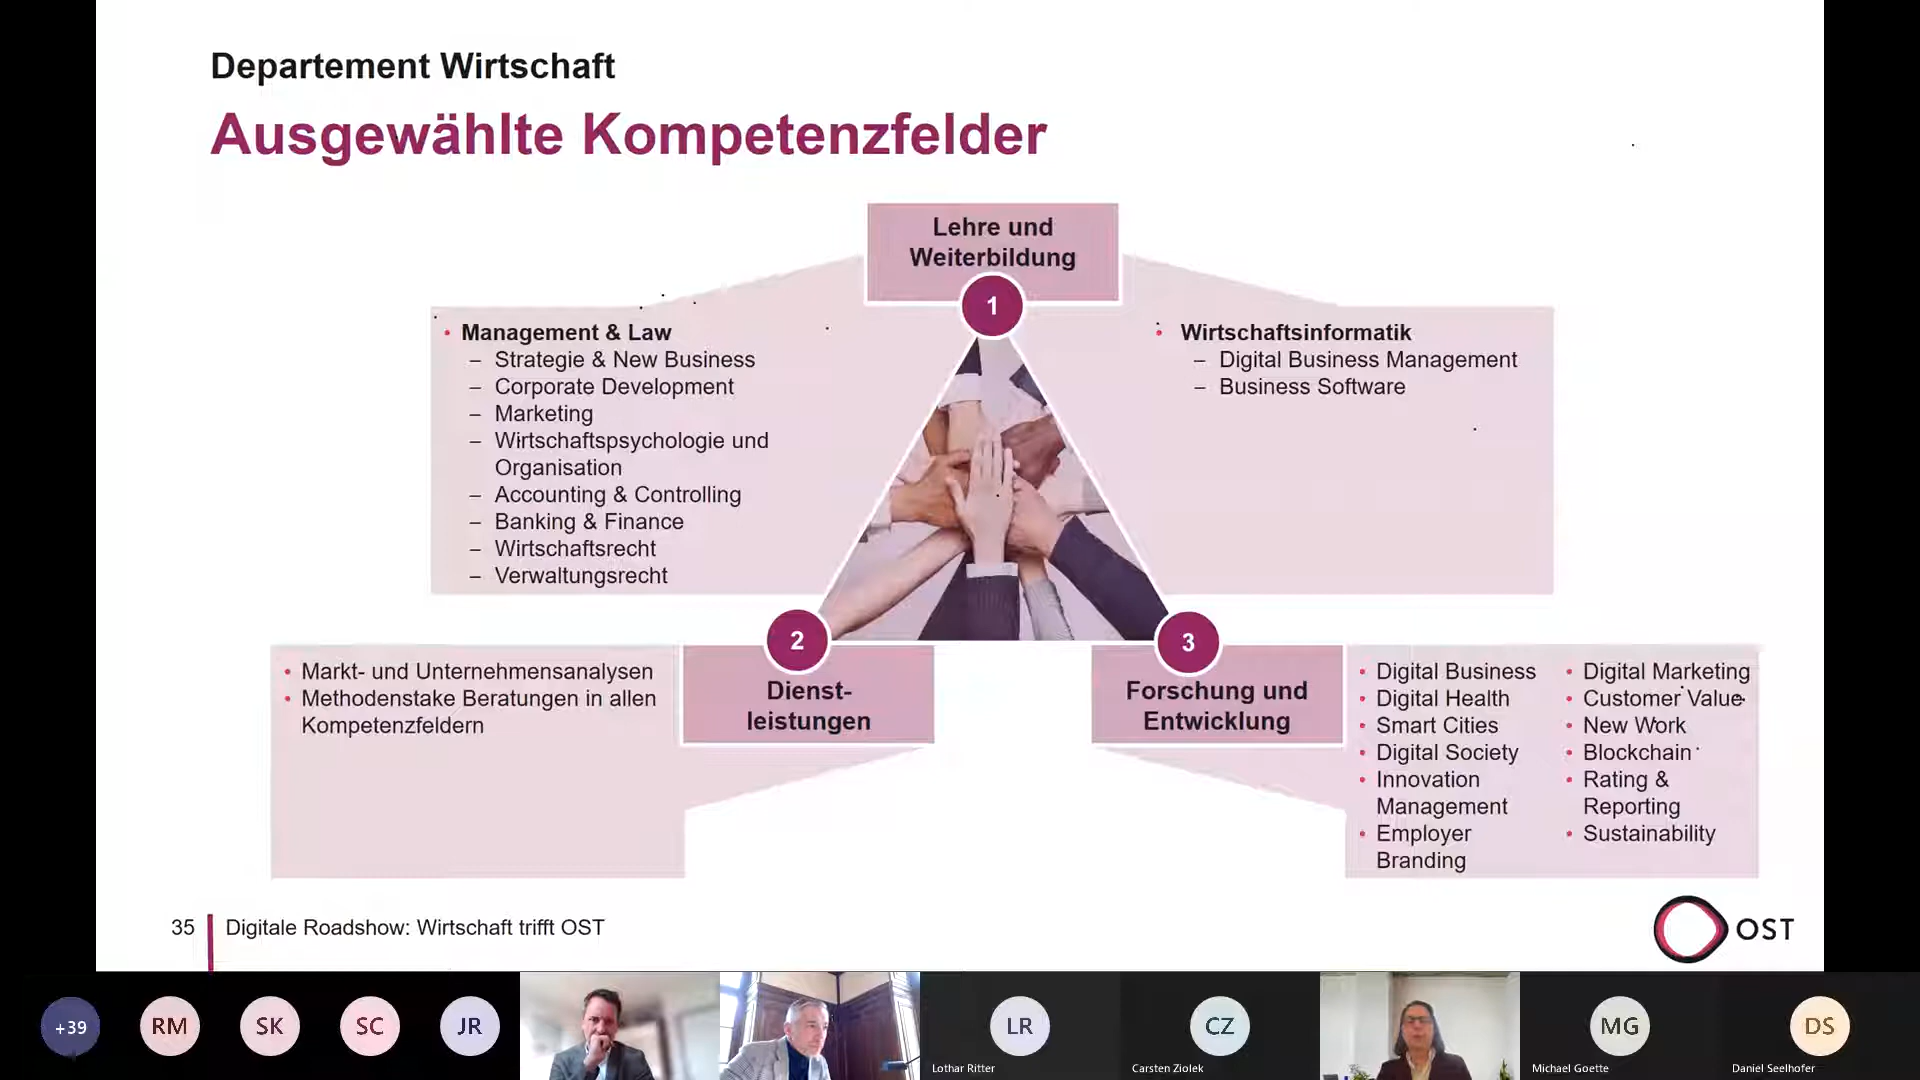 Departement Wirtschaft
Ausgewählte Kompetenzfelder
Lehre und
Weiterbildung
1
• Management & Law
– Strategie & New Business
– Corporate Development
– Marketing
– Wirtschaftspsychologie und
Organisation
– Accounting & Controlling
– Banking & Finance
– Wirtschaftsrecht
– Verwaltungsrecht
• Wirtschaftsinformatik
– Digital Business Management
– Business Software
2
Dienst-
leistungen
• Markt- und Unternehmensanalysen
• Methodenstake Beratungen in allen
Kompetenzfeldern
3
Forschung und
Entwicklung
• Digital Business
• Digital Health
• Smart Cities
• Digital Society
• Innovation
Management
• Employer
Branding
• Digital Marketing
• Customer Value
• New Work
• Blockchain
• Rating &
Reporting
• Sustainability
35
Digitale Roadshow: Wirtschaft trifft OST
OST
+39
RM
SK
SC
JR
LR
Lothar Ritter
CZ
Carsten Ziolek
MG
Michael Goette
DS
Daniel Seelhofer